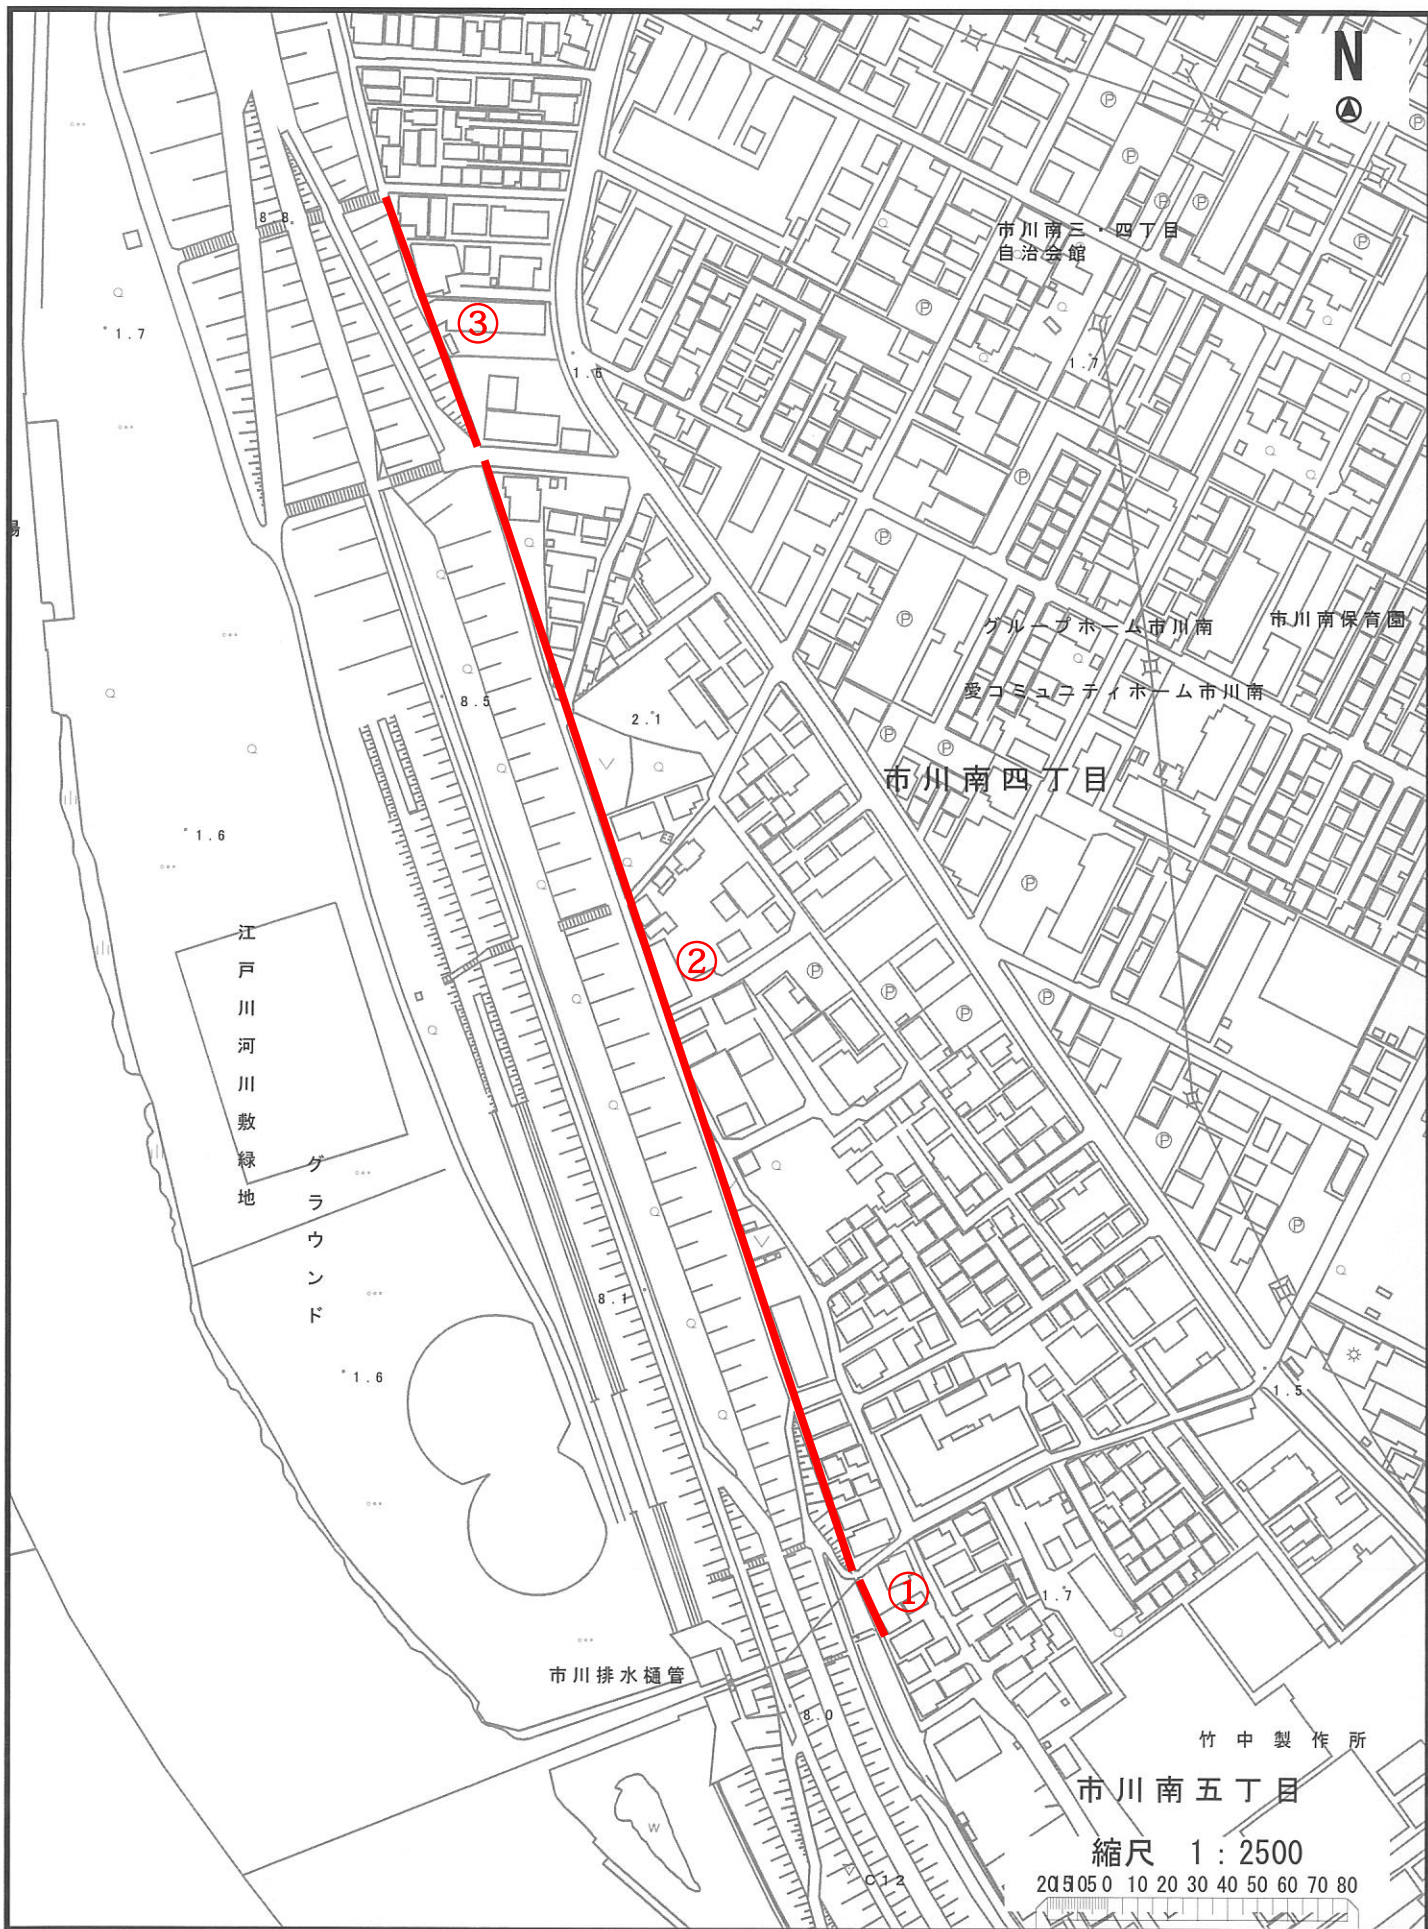 N
8.8
市川南三・四丁目
自治会館
③
1.7
1.7
1.6
場
Ⓟ
グループホーム市川南
市川南保育園
愛コミュニティホーム市川南
8.5
2.1
市川南四丁目
1.6
江戸川河川敷緑地
②
グラウンド
8.1
1.6
1.5
①
1.7
市川排水樋管
8.0
竹中製作所
市川南五丁目
W
C12
縮尺 1:2500
20 15 10 5 0 10 20 30 40 50 60 70 80